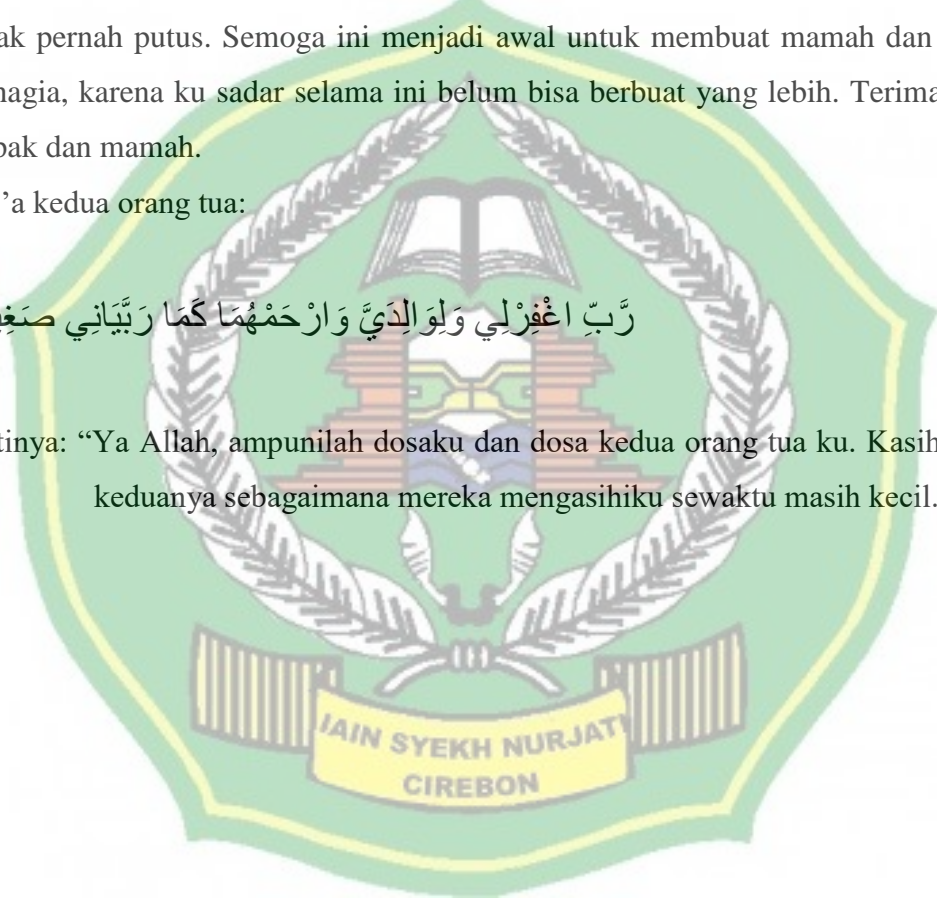 ak pernah putus. Semoga ini menjadi awal untuk membuat mamah dan
hagia, karena ku sadar selama ini belum bisa berbuat yang lebih. Terima
pak dan mamah.
’a kedua orang tua:
رَّبِّ اغْفِرْلِي وَلِوَالِدَيَّ وَارْحَمْهُمَا كَمَا رَبَّيَانِي
tinya: “Ya Allah, ampunilah dosaku dan dosa kedua orang tua ku. Kasih
keduanya sebagaimana mereka mengasihiku sewaktu masih kecil.
IAIN SYEKH NURJATI
CIREBON